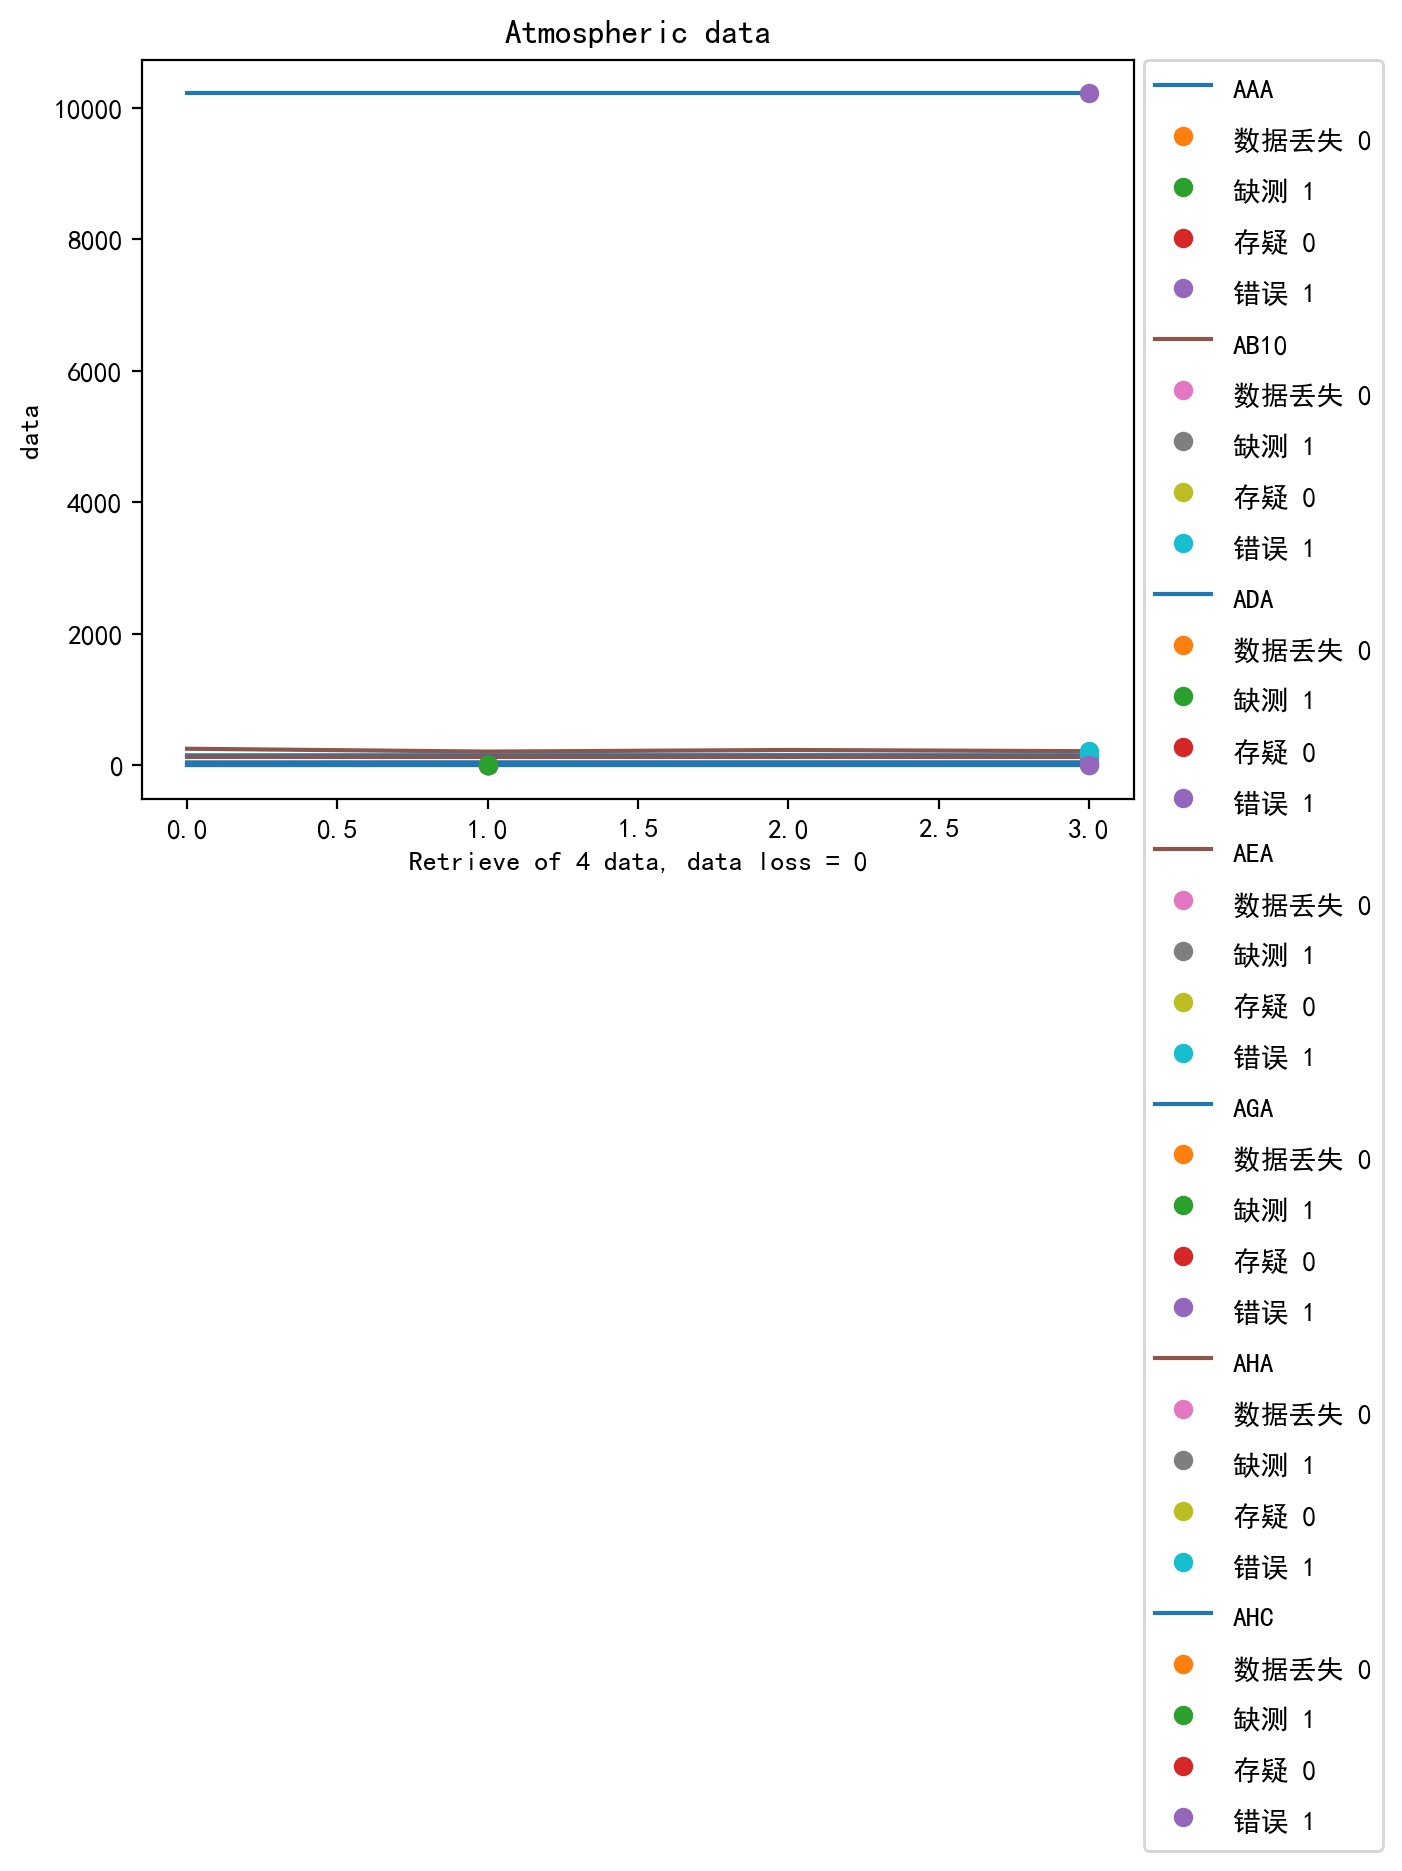 Atmospheric data
10000
8000
6000
4000
2000
0
data
0.0 0.5 1.0 1.5 2.0 2.5 3.0
Retrieve of 4 data, data loss = 0
AAA
数据丢失 0
缺测 1
存疑 0
错误 1
AB10
数据丢失 0
缺测 1
存疑 0
错误 1
ADA
数据丢失 0
缺测 1
存疑 0
错误 1
AEA
数据丢失 0
缺测 1
存疑 0
错误 1
AGA
数据丢失 0
缺测 1
存疑 0
错误 1
AHA
数据丢失 0
缺测 1
存疑 0
错误 1
AHC
数据丢失 0
缺测 1
存疑 0
错误 1